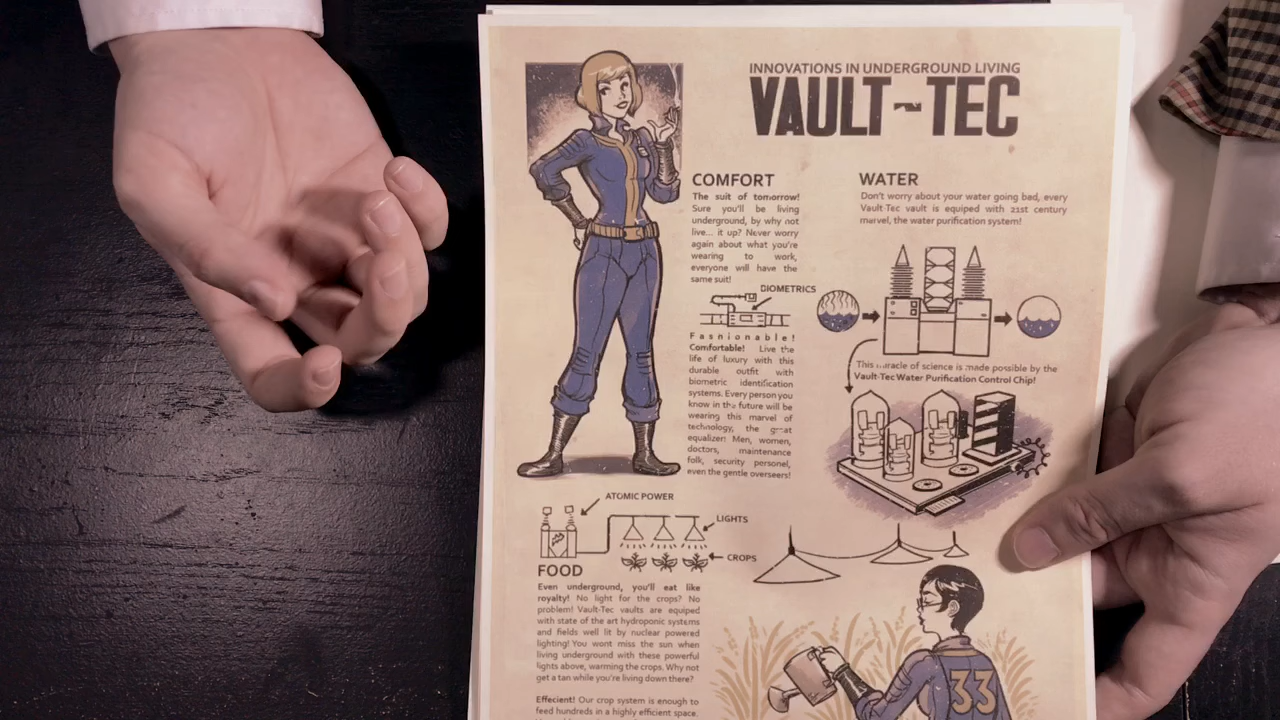 INNOVATIONS IN UNDERGROUND LIVING
VAULT-TEC
COMFORT
The suit of tomorrow!
Sure you'll be living
underground, by why not
live... it up? Never worry
again about what you're
wearing to work,
everyone will have the
same suit!
BIOMETRICS
Fashionable!
Comfortable! Live the
life of luxury with this
durable outfit with
biometric identification
systems. Every person you
know in the future will be
wearing this marvel of
technology, the great
equalizer! Men, women,
doctors, maintenance
folk, security personel,
even the gentle overseers!
WATER
Don't worry about your water going bad, every
Vault-Tec vault is equiped with 21st century
marvel, the water purification system!
This miracle of science is made possible by the
Vault-Tec Water Purification Control Chip!
ATOMIC POWER
LIGHTS
CROPS
FOOD
Even underground, you'll eat like
royalty! No light for the crops? No
problem! Vault-Tec vaults are equiped
with state of the art hydroponic systems
and fields well lit by nuclear powered
lighting! You wont miss the sun when
living underground with these powerful
lights above, warming the crops. Why not
get a tan while you're living down there?
Effecient! Our crop system is enough to
feed hundreds in a highly efficient space.
33